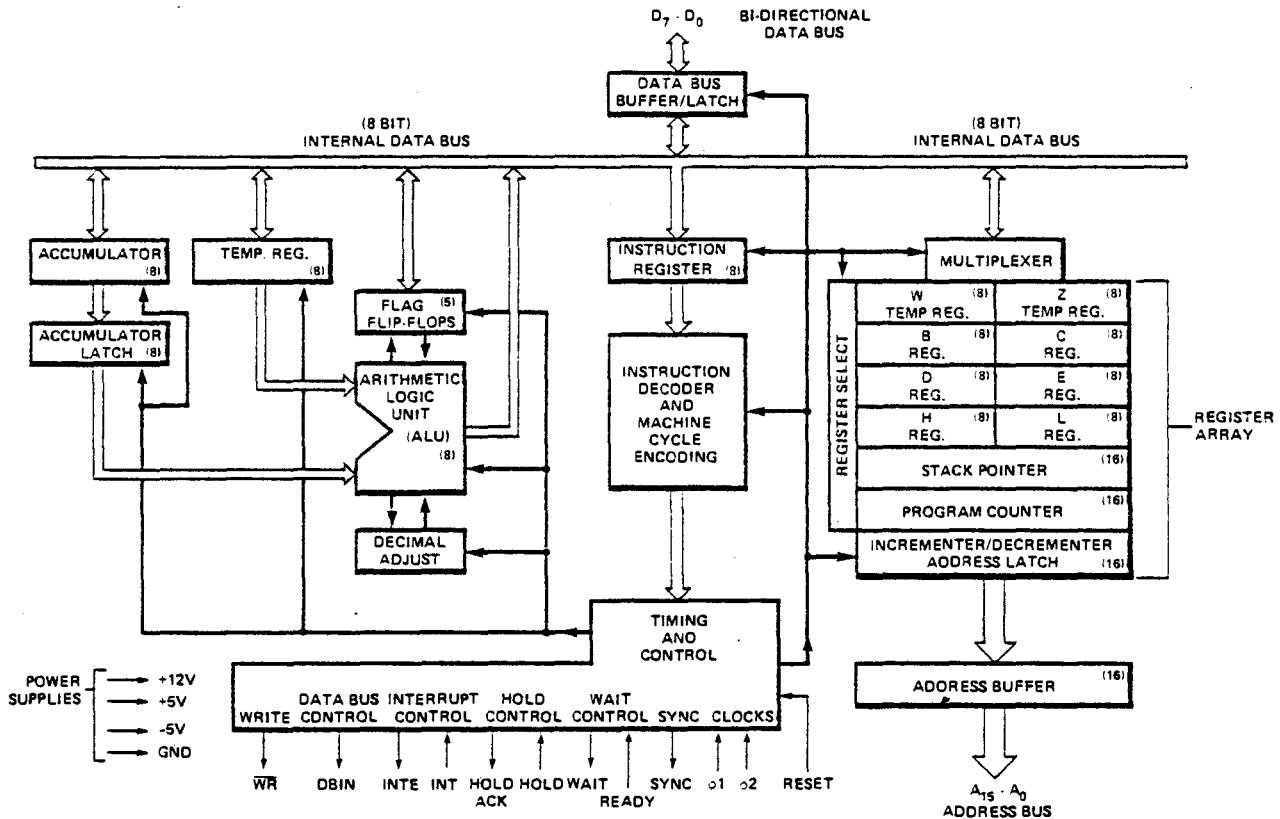 D7 - D0 BI-DIRECTIONAL
DATA BUS
DATA BUS
BUFFER/LATCH
(8 BIT)
INTERNAL DATA BUS
(8 BIT)
INTERNAL DATA BUS
ACCUMULATOR
(8)
TEMP. REG.
(8)
INSTRUCTION
REGISTER (8)
MULTIPLEXER
FLAG (5)
FLIP-FLOPS
ACCUMULATOR
LATCH (8)
ARITHMETIC
LOGIC
UNIT
(ALU)
(8)
DECIMAL
ADJUST
INSTRUCTION
DECODER
AND
MACHINE
CYCLE
ENCODING
REGISTER SELECT
W (8)
TEMP REG.
Z (8)
TEMP REG.
B (8)
REG.
C (8)
REG.
D (8)
REG.
E (8)
REG.
H (8)
REG.
L (8)
REG.
STACK POINTER (16)
PROGRAM COUNTER (16)
INCREMENTER/DECREMENTER
ADDRESS LATCH (16)
REGISTER
ARRAY
TIMING
AND
CONTROL
ADDRESS BUFFER (16)
POWER
SUPPLIES
+12V
+5V
-5V
GND
WRITE
DATA BUS
CONTROL
INTERRUPT
CONTROL
HOLD
CONTROL
WAIT
CONTROL
SYNC
CLOCKS
WR
DBIN
INTE
INT
HOLD
ACK
HOLD
WAIT
READY
SYNC
φ1
φ2
RESET
A15 - A0
ADDRESS BUS